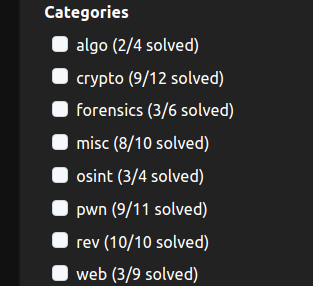 Categories
algo (2/4 solved)
crypto (9/12 solved)
forensics (3/6 solved)
misc (8/10 solved)
osint (3/4 solved)
pwn (9/11 solved)
rev (10/10 solved)
web (3/9 solved)